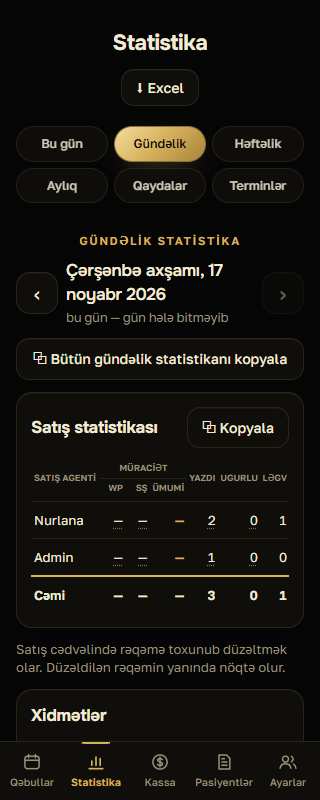 Statistika
⭳ Excel
Bu gün
Gündəlik
Həftəlik
Aylıq
Qaydalar
Terminlər
GÜNDƏLİK STATİSTİKA
‹
Çərşənbə axşamı, 17
noyabr 2026
bu gün — gün hələ bitməyib
›
Bütün gündəlik statistikanı kopyala
Satış statistikası
Kopyala
SATIŞ AGENTİ MÜRACİƏT YAZDI UĞURLU LƏĞV
WP SŞ ÜMUMİ
Nurlana — — — 2 0 1
Admin — — — 1 0 0
Cəmi — — — 3 0 1
Satış cədvəlində rəqəmə toxunub düzəltmək
olar. Düzəldilən rəqəmin yanında nöqtə olur.
Xidmətlər
Qəbullar
Statistika
Kassa
Pasiyentlər
Ayarlar